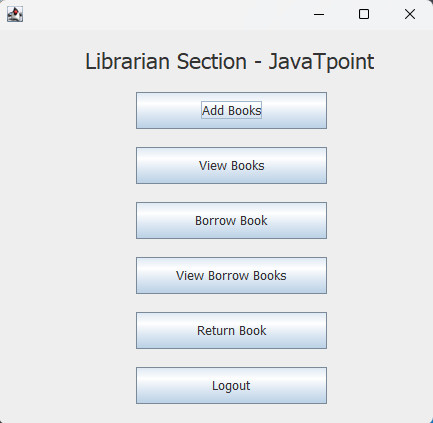 Librarian Section - JavaTpoint
Add Books
View Books
Borrow Book
View Borrow Books
Return Book
Logout